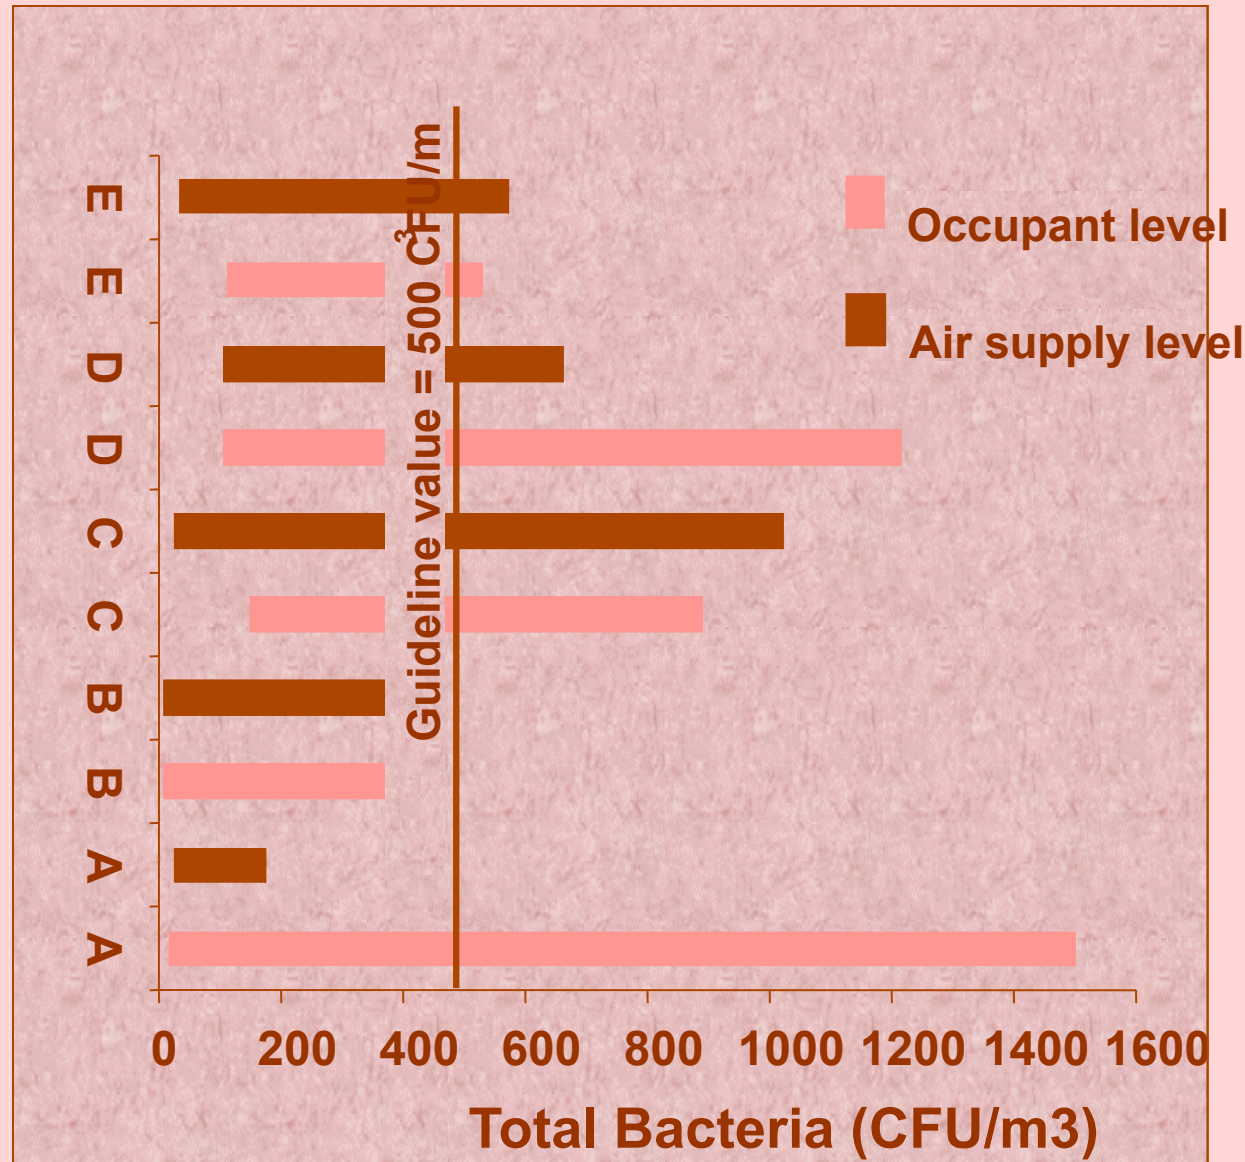 Guideline value = 500 CFU/m
3
Occupant level
Air supply level
E
E
D
D
C
C
B
B
A
A
0 200 400 600 800 1000 1200 1400 1600
Total Bacteria (CFU/m3)